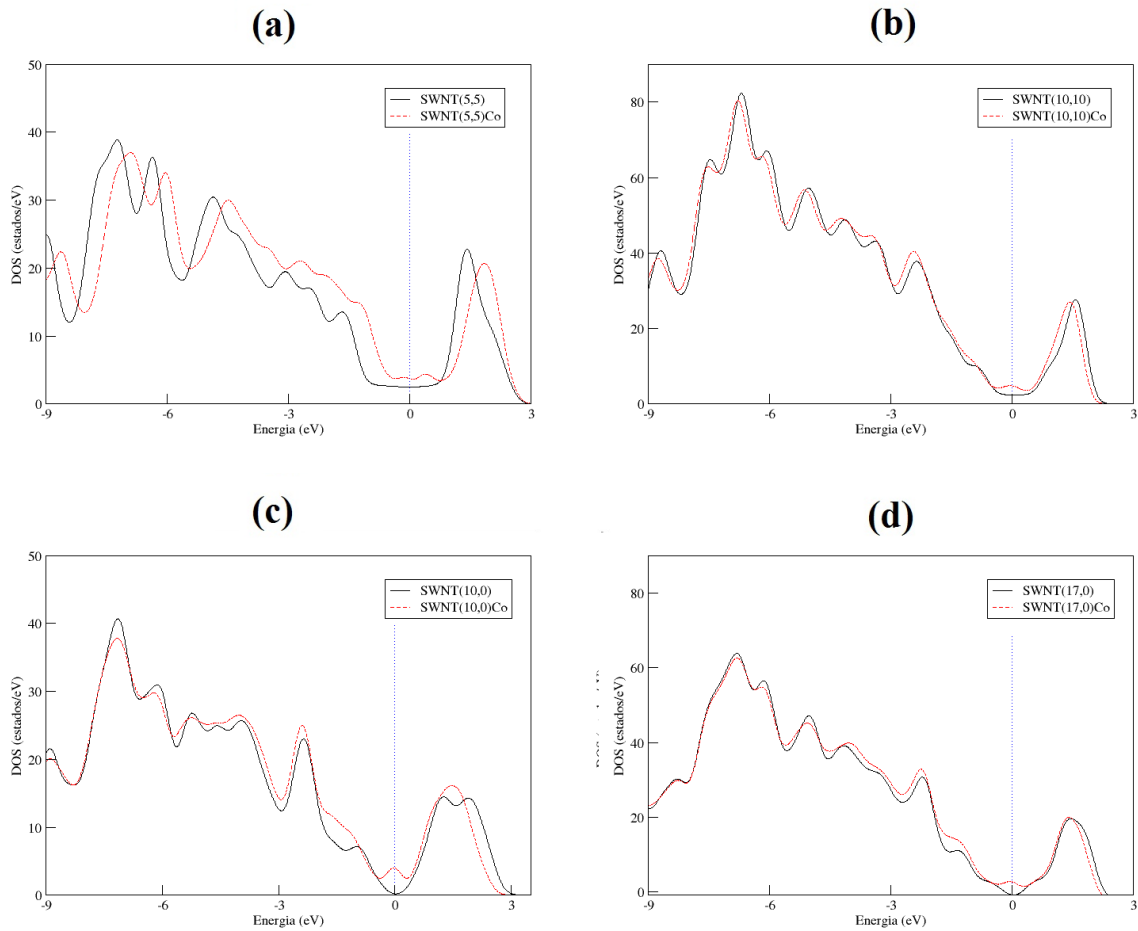 (a)
50
40
30
20
10
0
DOS (estados/eV)
SWNT(5,5)
SWNT(5,5)Co
-9
-6
-3
0
3
Energia (eV)
(b)
80
60
40
20
0
DOS (estados/eV)
SWNT(10,10)
SWNT(10,10)Co
-9
-6
-3
0
3
Energia (eV)
(c)
50
40
30
20
10
0
DOS (estados/eV)
SWNT(10,0)
SWNT(10,0)Co
-9
-6
-3
0
3
Energia (eV)
(d)
80
60
40
20
0
DOS (estados/eV)
SWNT(17,0)
SWNT(17,0)Co
-9
-6
-3
0
3
Energia (eV)